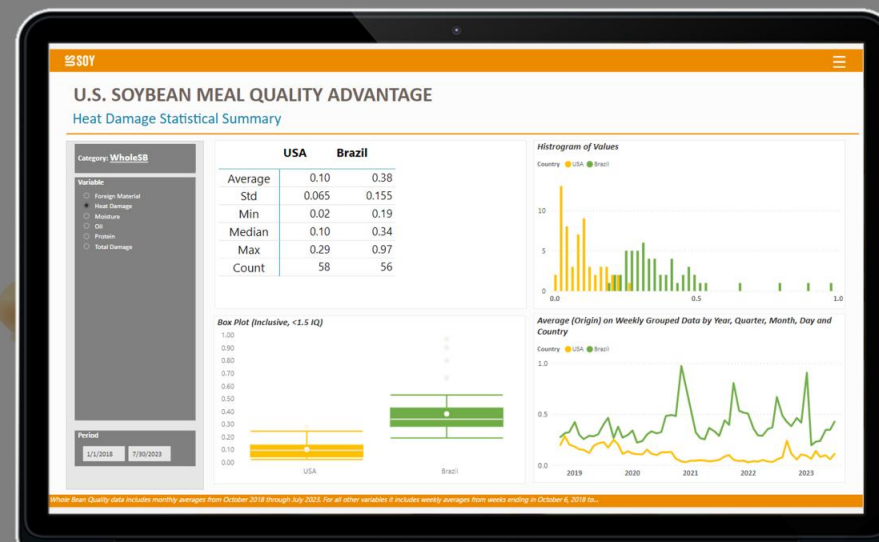 USSOY
U.S. SOYBEAN MEAL QUALITY ADVANTAGE
Heat Damage Statistical Summary
Category: WholeSB
Variable
Foreign Material
Heat Damage
Moisture
Oil
Protein
Total Damage
Period
1/1/2018 7/30/2023
USA Brazil
Average 0.10 0.38
Std 0.065 0.155
Min 0.02 0.19
Median 0.10 0.34
Max 0.29 0.97
Count 58 56
Histrogram of Values
Country USA Brazil
10
5
0
0.0 0.5 1.0
Box Plot (Inclusive, <1.5 IQ)
1.00
0.90
0.80
0.70
0.60
0.50
0.40
0.30
0.20
0.10
0.00
USA Brazil
Average (Origin) on Weekly Grouped Data by Year, Quarter, Month, Day and
Country
Country USA Brazil
1.0
0.5
0.0
2019 2020 2021 2022 2023
Whole Bean Quality data includes monthly averages from October 2018 through July 2023. For all other variables it includes weekly averages from weeks ending in October 6, 2018 to...